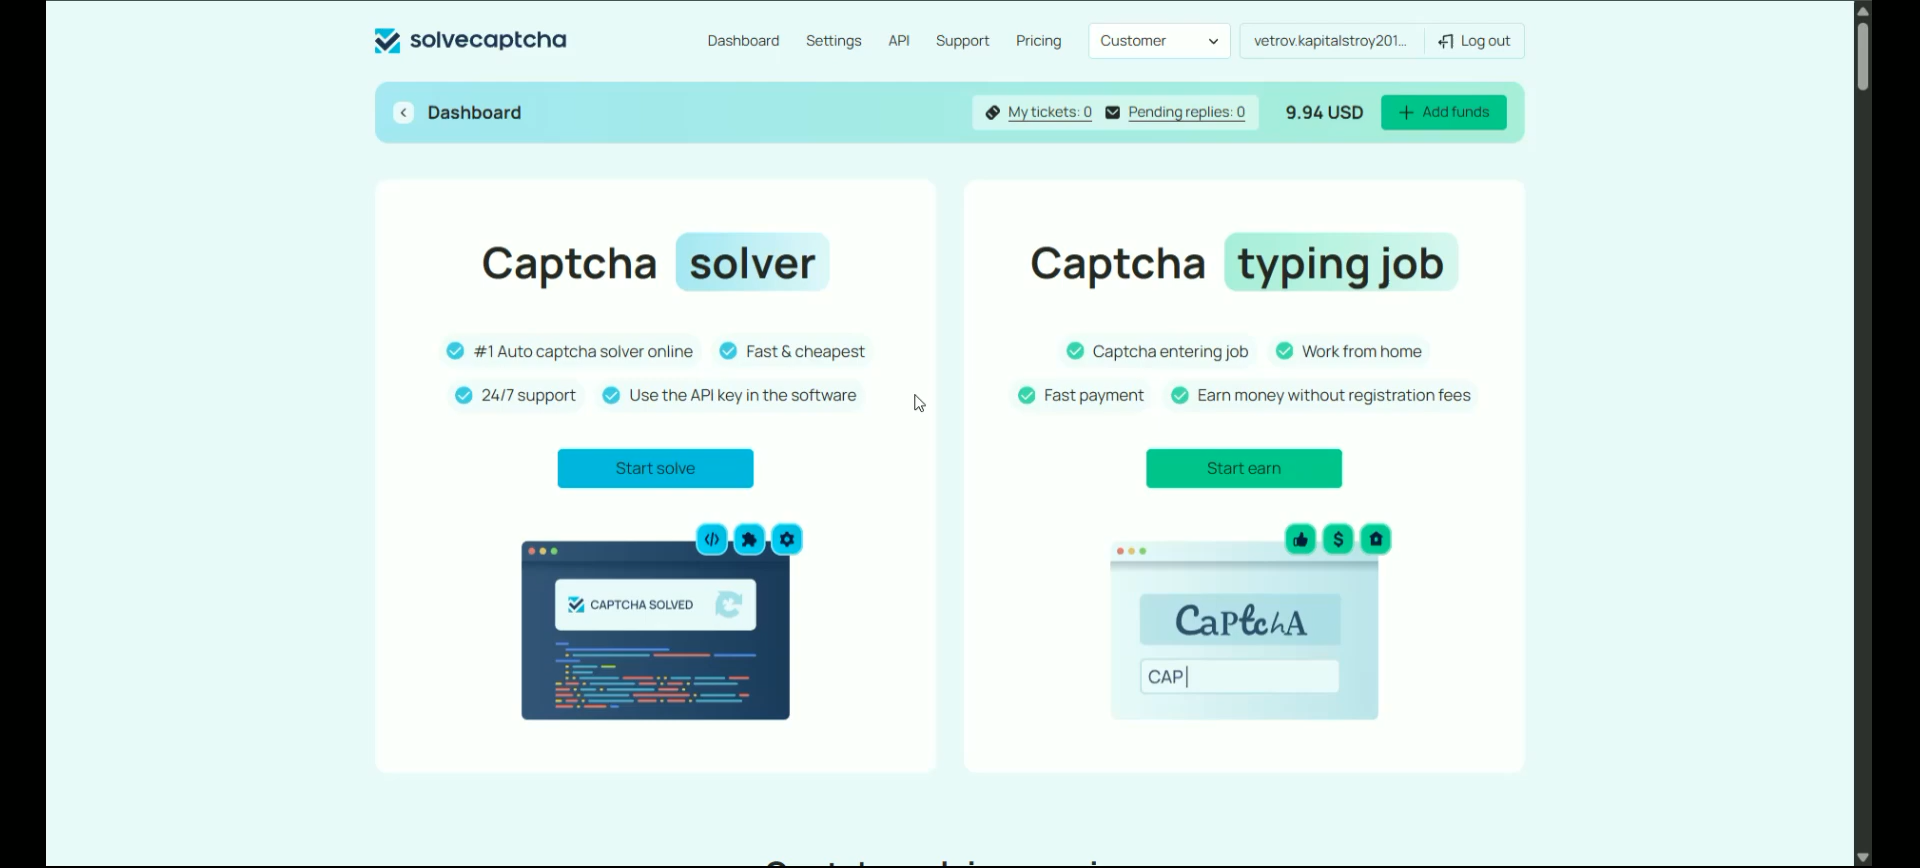 solvecaptcha Dashboard Settings API Support Pricing Customer vetrov.kapitalstroy201... Log out
Dashboard My tickets: 0 Pending replies: 0 9.94 USD + Add funds
Captcha solver
#1 Auto captcha solver online Fast & cheapest
24/7 support Use the API key in the software
Start solve
CAPTCHA SOLVED
Captcha typing job
Captcha entering job Work from home
Fast payment Earn money without registration fees
Start earn
CaPtchA
CAP